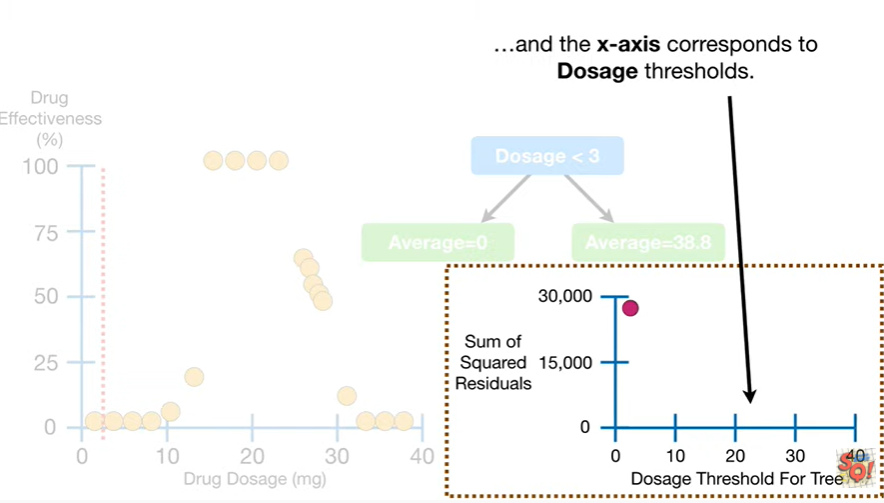 …and the x-axis corresponds to
Dosage thresholds.
Drug
Effectiveness
(%)
100
75
50
25
0
0
10
20
30
40
Drug Dosage (mg)
Dosage < 3
Average=0
Average=38.8
30,000
Sum of
Squared
Residuals
15,000
0
0
10
20
30
40
Dosage Threshold For Tree
SQ!